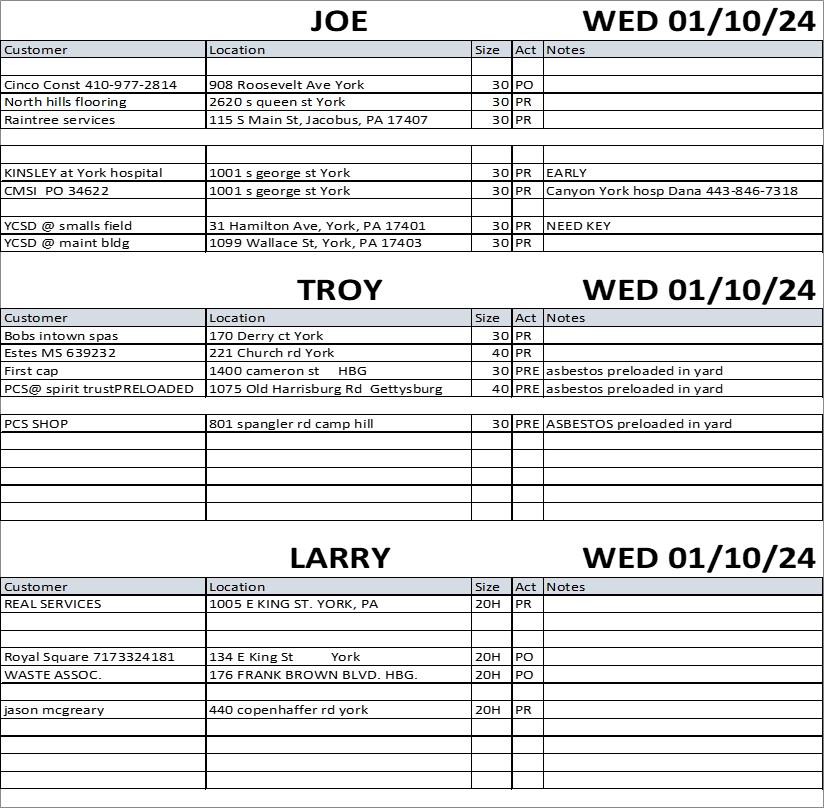 JOE WED 01/10/24
Customer Location Size Act Notes
Cinco Const 410-977-2814 908 Roosevelt Ave York 30 PO
North hills flooring 2620 s queen st York 30 PR
Raintree services 115 S Main St, Jacobus, PA 17407 30 PR
KINSLEY at York hospital 1001 s george st York 30 PR EARLY
CMSI PO 34622 1001 s george st York 30 PR Canyon York hosp Dana 443-846-7318
YCSD @ smalls field 31 Hamilton Ave, York, PA 17401 30 PR NEED KEY
YCSD @ maint bldg 1099 Wallace St, York, PA 17403 30 PR
TROY WED 01/10/24
Customer Location Size Act Notes
Bobs intown spas 170 Derry ct York 30 PR
Estes MS 639232 221 Church rd York 40 PR
First cap 1400 cameron st HBG 30 PRE asbestos preloaded in yard
PCS@ spirit trustPRELOADED 1075 Old Harrisburg Rd Gettysburg 40 PRE asbestos preloaded in yard
PCS SHOP 801 spangler rd camp hill 30 PRE ASBESTOS preloaded in yard
LARRY WED 01/10/24
Customer Location Size Act Notes
REAL SERVICES 1005 E KING ST. YORK, PA 20H PR
Royal Square 7173324181 134 E King St York 20H PO
WASTE ASSOC. 176 FRANK BROWN BLVD. HBG. 20H PO
jason mcgreary 440 copenhaffer rd york 20H PR